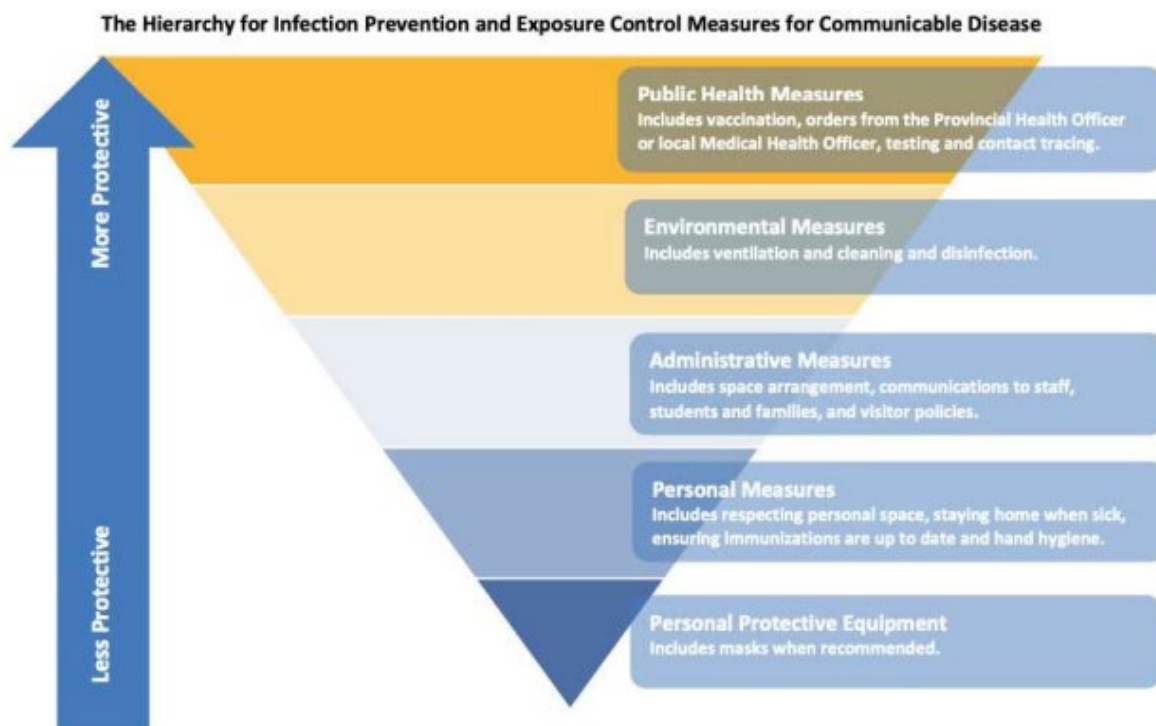 The Hierarchy for Infection Prevention and Exposure Control Measures for Communicable Disease
More Protective
Less Protective
Public Health Measures
Includes vaccination, orders from the Provincial Health Officer
or local Medical Health Officer, testing and contact tracing.
Environmental Measures
Includes ventilation and cleaning and disinfection.
Administrative Measures
Includes space arrangement, communications to staff,
students and families, and visitor policies.
Personal Measures
Includes respecting personal space, staying home when sick,
ensuring immunizations are up to date and hand hygiene.
Personal Protective Equipment
Includes masks when recommended.